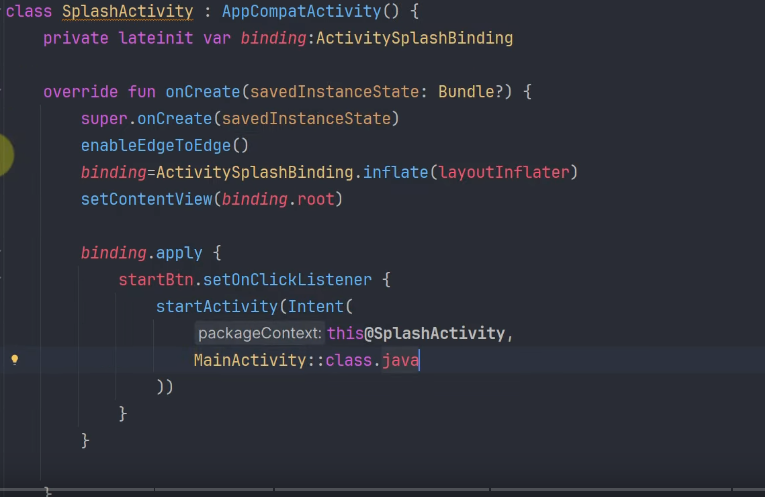 class SplashActivity : AppCompatActivity() {
private lateinit var binding:ActivitySplashBinding
override fun onCreate(savedInstanceState: Bundle?) {
super.onCreate(savedInstanceState)
enableEdgeToEdge()
binding=ActivitySplashBinding.inflate(layoutInflater)
setContentView(binding.root)
binding.apply {
startBtn.setOnClickListener {
startActivity(Intent(
packageContext: this@SplashActivity,
MainActivity::class.java
))
}
}
}